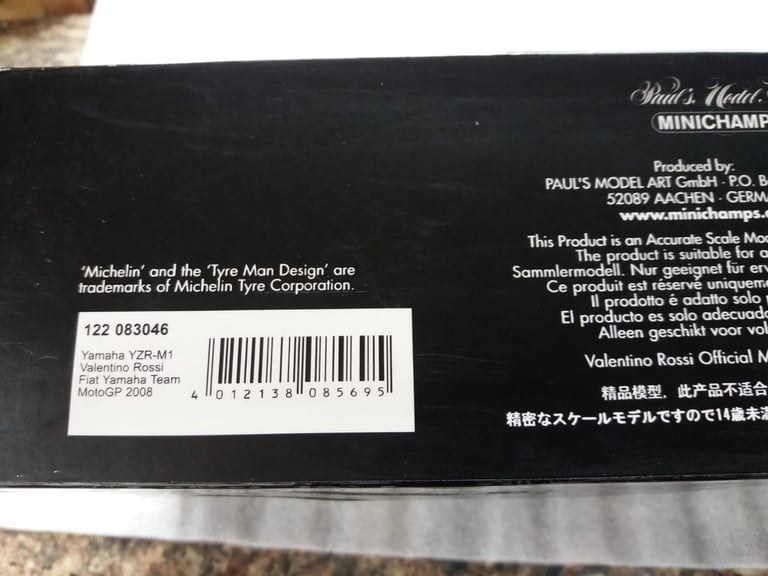 Paul's Model
MINICHAMP
Produced by:
PAUL'S MODEL ART GmbH · P.O. B
52089 AACHEN · GERMA
www.minichamps.
This Product is an Accurate Scale Mod
The product is suitable for a
Sammlermodell. Nur geeignet für er
Ce produit est réservé uniquem
Il prodotto é adatto solo
El producto es solo adecuad
Alleen geschikt voor vol
Valentino Rossi Official M
精品模型，此产品不适合
精密なスケールモデルですので14歳未満
'Michelin' and the 'Tyre Man Design' are
trademarks of Michelin Tyre Corporation.
122 083046
Yamaha YZR-M1
Valentino Rossi
Fiat Yamaha Team
MotoGP 2008
4 012138 085695